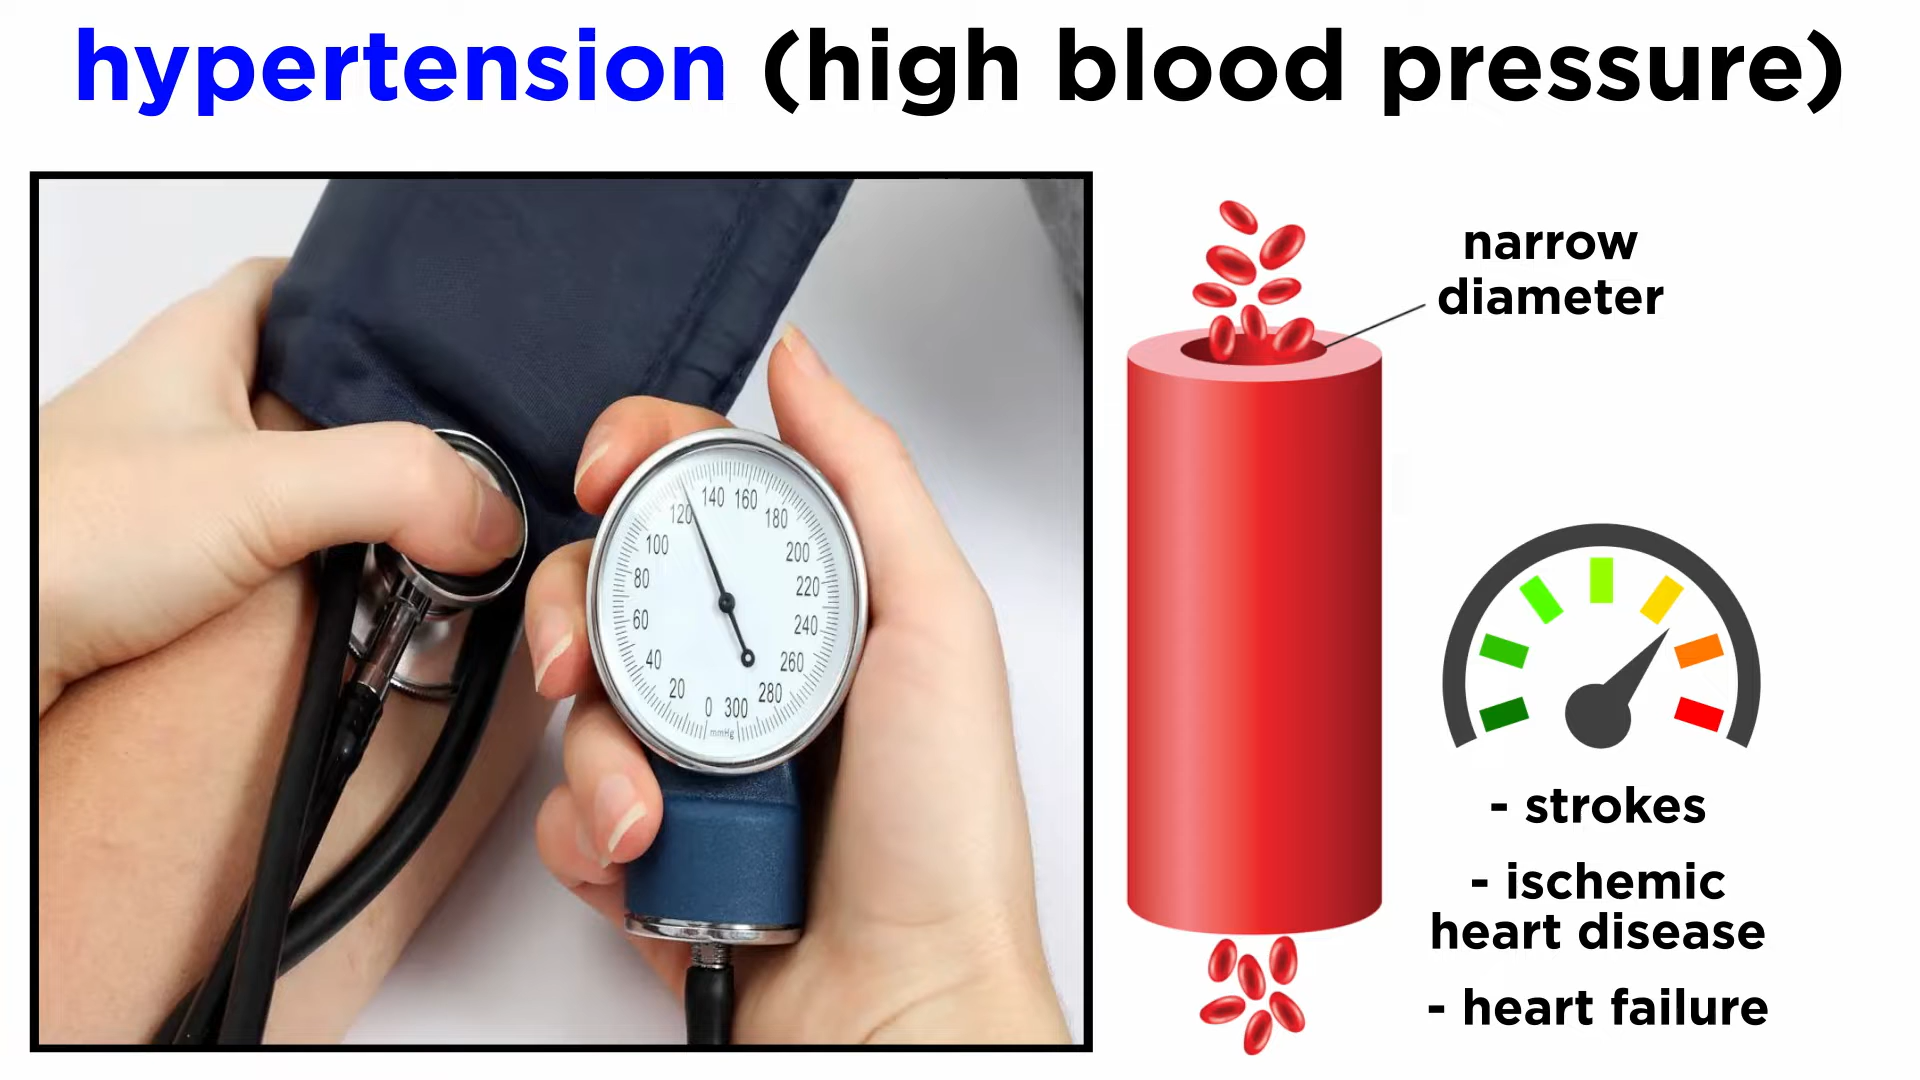 hypertension (high blood pressure)
narrow
diameter
140 160
120 180
100 200
80 220
60 240
40 260
20 280
0 300
mmHg
- strokes
- ischemic
heart disease
- heart failure